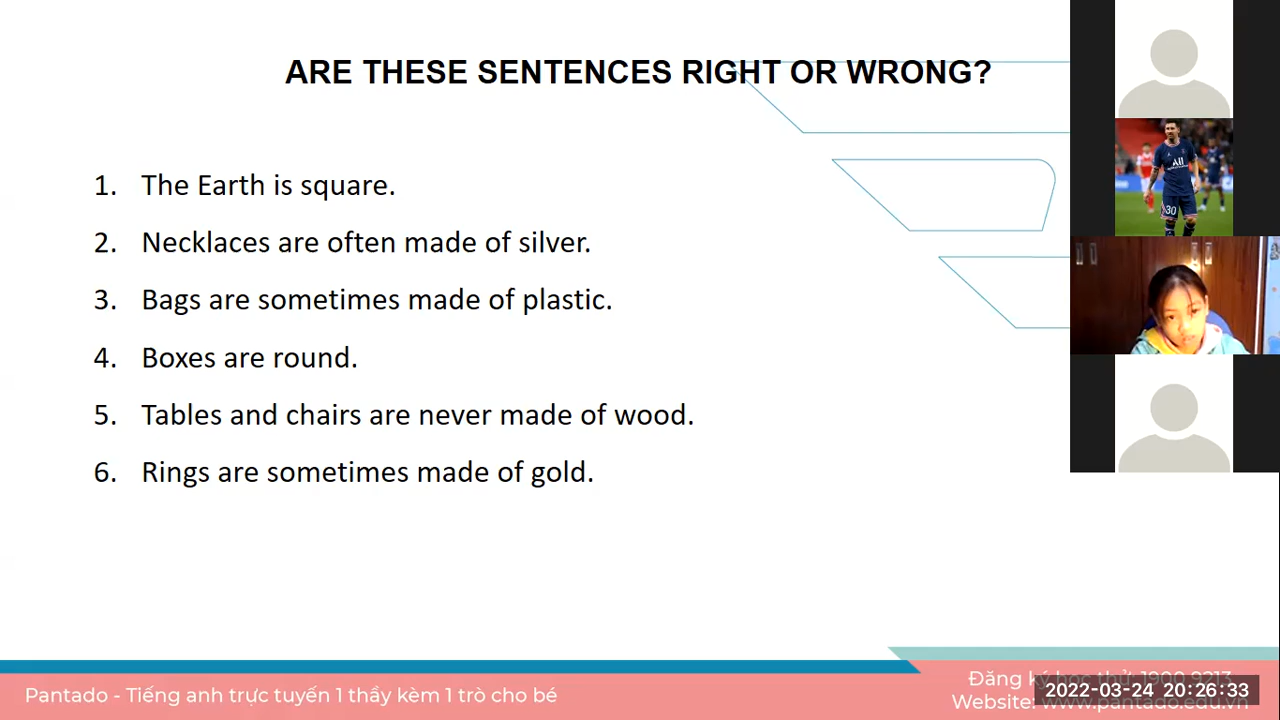 ARE THESE SENTENCES RIGHT OR WRONG?
1. The Earth is square.
2. Necklaces are often made of silver.
3. Bags are sometimes made of plastic.
4. Boxes are round.
5. Tables and chairs are never made of wood.
6. Rings are sometimes made of gold.
30
Pantado - Tiếng anh trực tuyến 1 thầy kèm 1 trò cho bé
Đăng ký học thử: 1900 9213
Website: www.pantado.edu.vn
2022-03-24 20:26:33